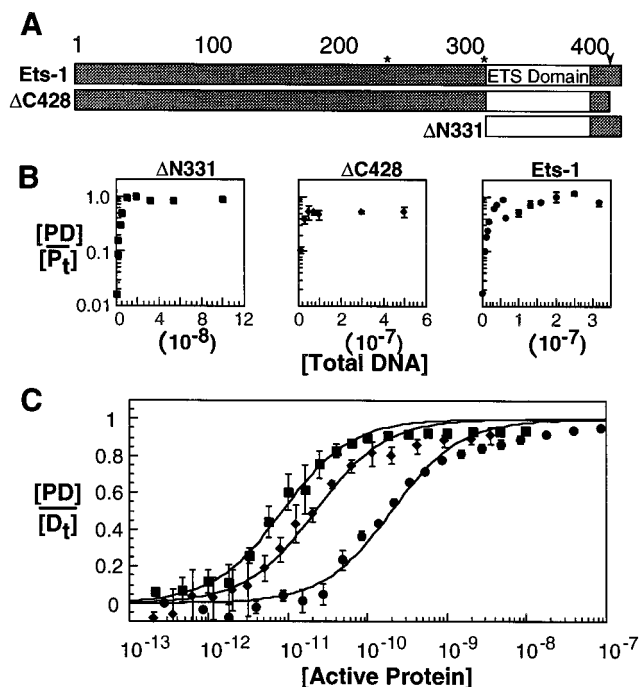 A
1 100 200 300 400
* *
Ets-1 ETS Domain
ΔC428
ΔN331
B
ΔN331 ΔC428 Ets-1
[PD]
[Pt]
1.0
0.1
0.01
0 4 8 12 0 2 4 6 0 1 2 3
(10-8) (10-7) (10-7)
[Total DNA]
C
[PD]
[Dt]
1
0.8
0.6
0.4
0.2
0
10-13 10-12 10-11 10-10 10-9 10-8 10-7
[Active Protein]